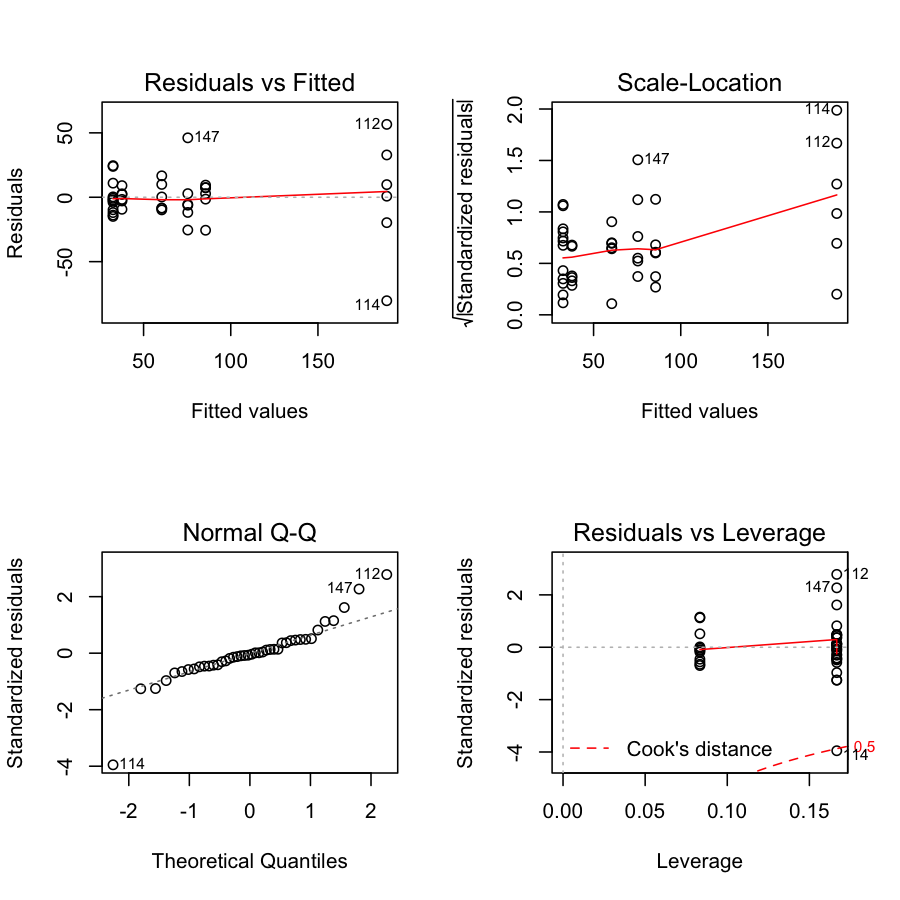 Residuals vs Fitted
Residuals
50
0
-50
147
112
114
50 100 150
Fitted values
Scale-Location
√|Standardized residuals|
2.0
1.5
1.0
0.5
0.0
114
112
147
50 100 150
Fitted values
Normal Q-Q
Standardized residuals
2
0
-2
-4
112
147
114
-2 -1 0 1 2
Theoretical Quantiles
Residuals vs Leverage
Standardized residuals
2
0
-2
-4
112
147
0.5
114
Cook's distance
0.00 0.05 0.10 0.15
Leverage